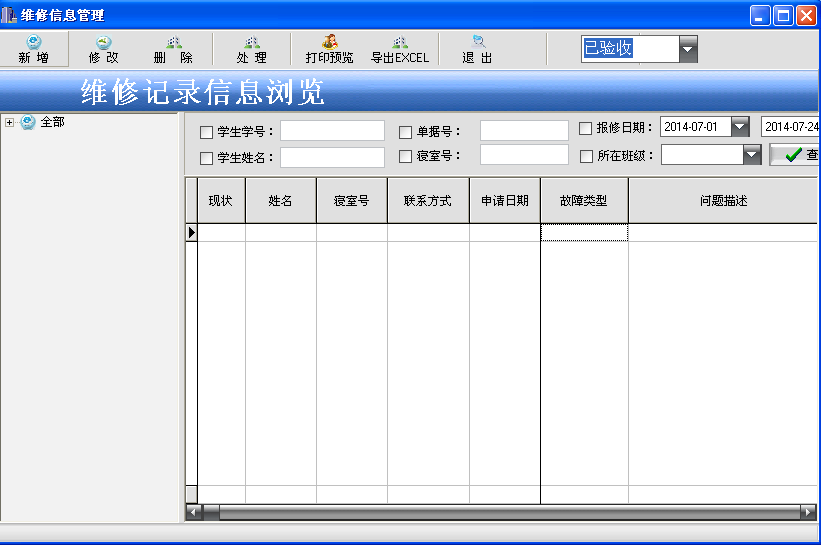 维修信息管理
新 增 修 改 删 除 处 理 打印预览 导出EXCEL 退 出 已验收
维修记录信息浏览
全部
学生学号： 单据号： 报修日期： 2014-07-01 2014-07-24
学生姓名： 寝室号： 所在班级： 查
现状 姓名 寝室号 联系方式 申请日期 故障类型 问题描述